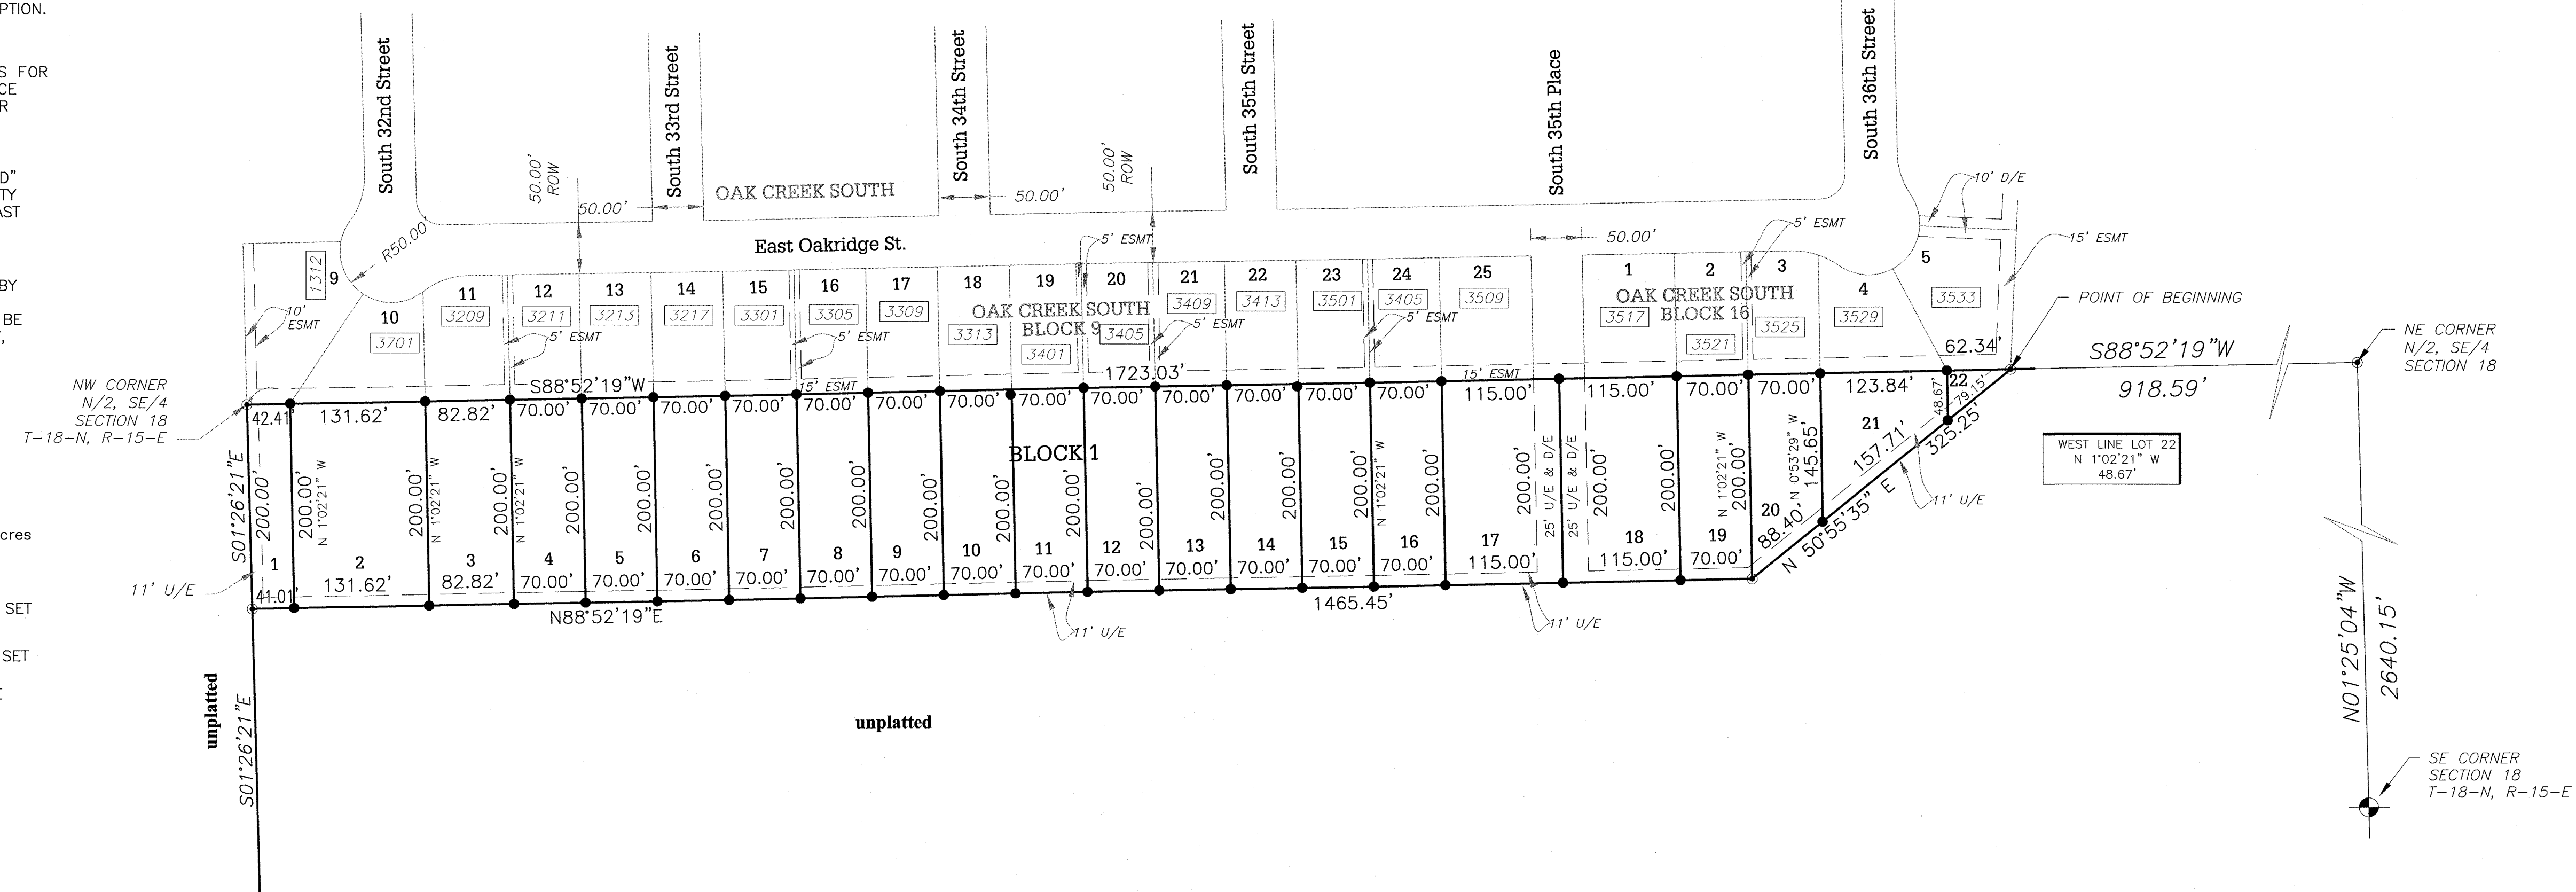 PTION.
S FOR
CE
R
D"
TY
AST
BY
BE
,
cres
SET
SET
South 32nd Street
South 33rd Street
South 34th Street
South 35th Street
South 35th Place
South 36th Street
50.00'
ROW
50.00'
OAK CREEK SOUTH
50.00'
50.00'
ROW
R50.00'
East Oakridge St.
5' ESMT
50.00'
5' ESMT
10' D/E
15' ESMT
9
1312
10'
ESMT
10
3701
11
3209
12
3211
13
3213
14
3217
15
3301
16
3305
17
3309
18
3313
19
3401
20
3405
21
3409
22
3413
23
3501
24
3405
25
3509
OAK CREEK SOUTH
BLOCK 9
5' ESMT
5' ESMT
5' ESMT
5' ESMT
1
3517
2
3521
3
3525
4
3529
5
3533
OAK CREEK SOUTH
BLOCK 16
62.34'
POINT OF BEGINNING
S88°52'19"W
918.59'
NE CORNER
N/2, SE/4
SECTION 18
NW CORNER
N/2, SE/4
SECTION 18
T-18-N, R-15-E
S88°52'19"W
15' ESMT
1723.03'
15' ESMT
42.41'
131.62'
82.82'
70.00'
70.00'
70.00'
70.00'
70.00'
70.00'
70.00'
70.00'
70.00'
70.00'
70.00'
70.00'
70.00'
115.00'
115.00'
70.00'
70.00'
123.84'
22
48.67'
79.15'
325.25'
BLOCK 1
S01°26'21"E
200.00'
200.00'
N 1°02'21" W
200.00'
N 1°02'21" W
200.00'
N 1°02'21" W
200.00'
200.00'
200.00'
200.00'
200.00'
200.00'
200.00'
200.00'
200.00'
200.00'
200.00'
200.00'
N 1°02'21" W
200.00'
200.00'
25' U/E & D/E
25' U/E & D/E
200.00'
200.00'
N 1°02'21" W
200.00'
N 0°53'29" W
145.65'
21
157.71'
20
88.40'
N 50°55'35" E
11' U/E
WEST LINE LOT 22
N 1°02'21" W
48.67'
1
2
3
4
5
6
7
8
9
10
11
12
13
14
15
16
17
18
19
11' U/E
41.01'
131.62'
82.82'
70.00'
70.00'
70.00'
70.00'
70.00'
70.00'
70.00'
70.00'
70.00'
70.00'
70.00'
70.00'
70.00'
115.00'
115.00'
70.00'
N88°52'19"E
1465.45'
11' U/E
11' U/E
unplatted
S01°26'21"E
unplatted
N01°25'04"W
2640.15'
SE CORNER
SECTION 18
T-18-N, R-15-E